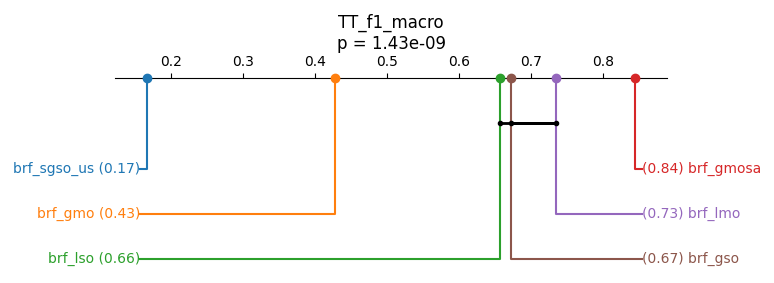 TT_f1_macro
p = 1.43e-09
0.2 0.3 0.4 0.5 0.6 0.7 0.8
brf_sgso_us (0.17) (0.84) brf_gmosa
brf_gmo (0.43) (0.73) brf_lmo
brf_lso (0.66) (0.67) brf_gso